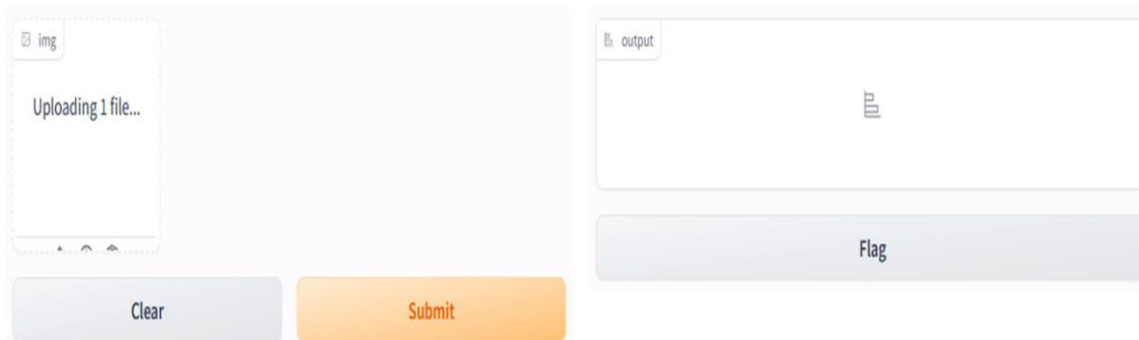 img
Uploading 1 file...
Clear
Submit
output
Flag